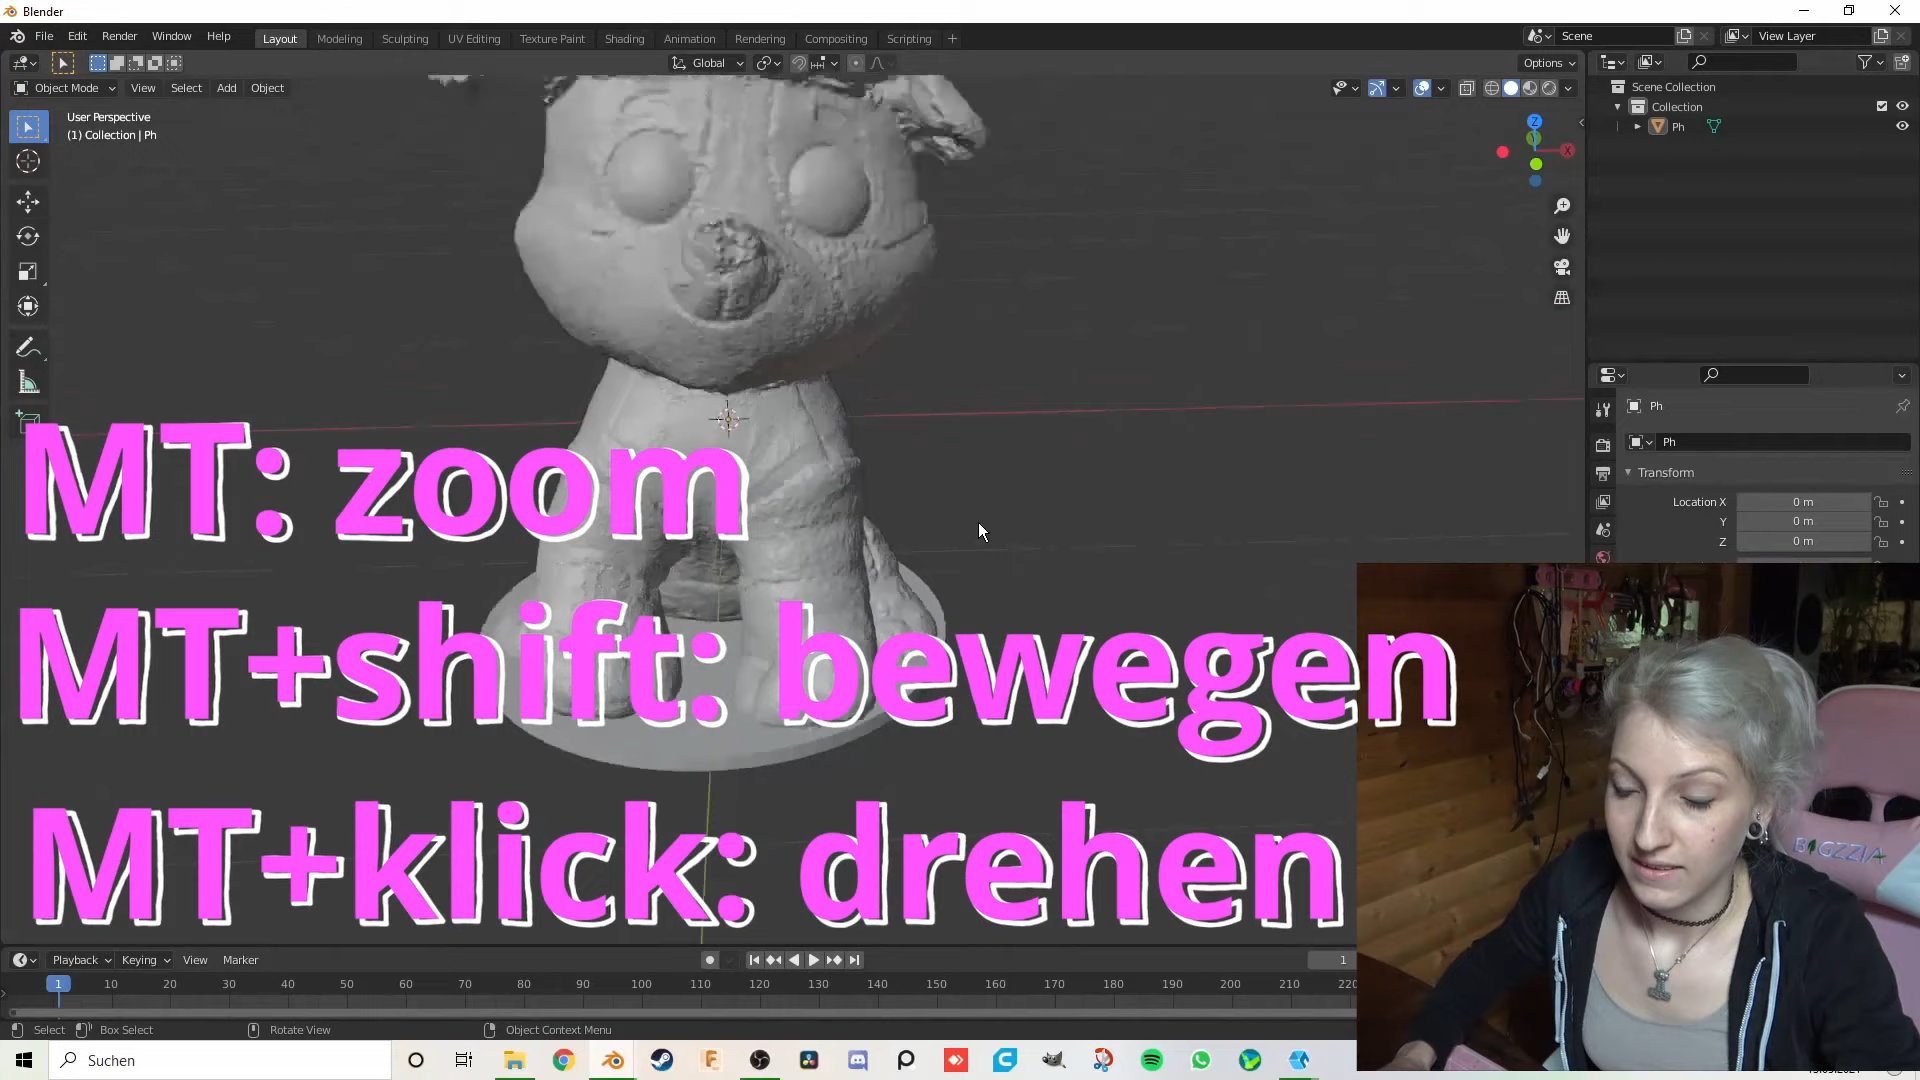 Blender
File Edit Render Window Help
Layout Modeling Sculpting UV Editing Texture Paint Shading Animation Rendering Compositing Scripting +
Scene
View Layer
Global
Options
Object Mode View Select Add Object
User Perspective
(1) Collection | Ph
Z
X
Scene Collection
Collection
Ph
Ph
Ph
Transform
Location X 0 m
Y 0 m
Z 0 m
MT: zoom
MT+shift: bewegen
MT+klick: drehen
BIGZZIA
Playback Keying View Marker
1
1 10 20 30 40 50 60 70 80 90 100 110 120 130 140 150 160 170 180 190 200 210 220
Select Box Select Rotate View Object Context Menu
Suchen